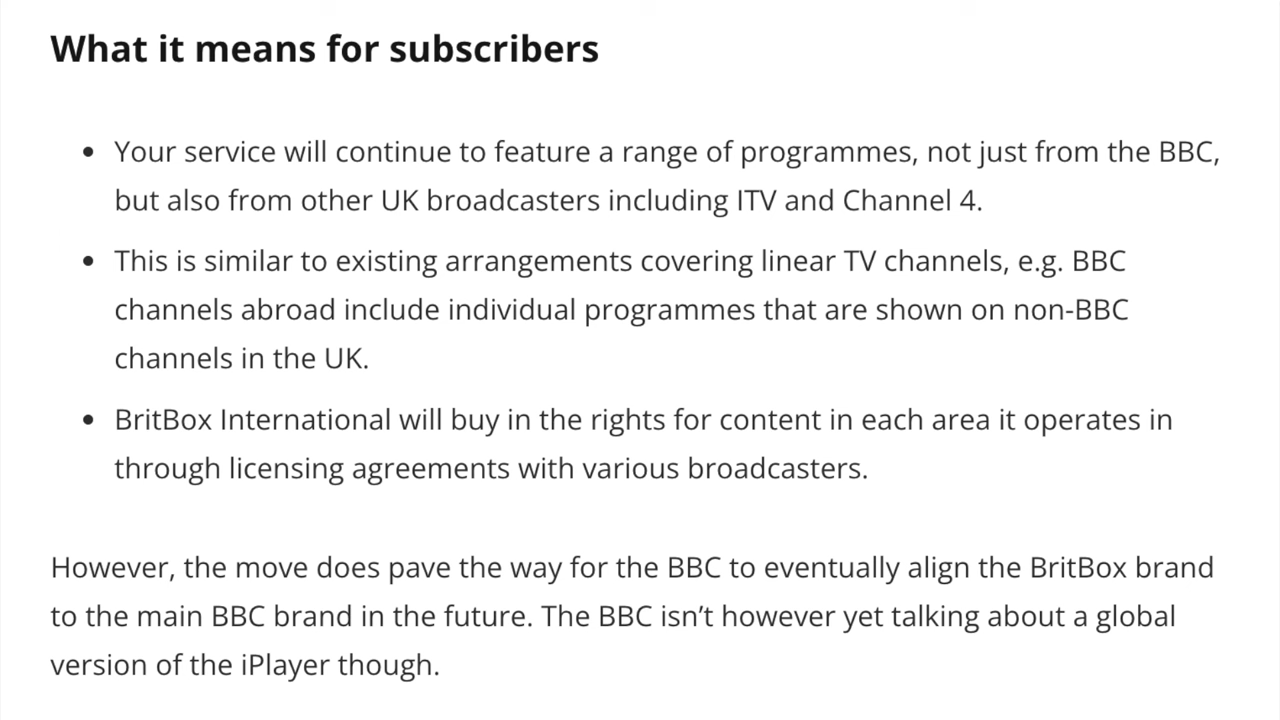 What it means for subscribers
• Your service will continue to feature a range of programmes, not just from the BBC,
but also from other UK broadcasters including ITV and Channel 4.
• This is similar to existing arrangements covering linear TV channels, e.g. BBC
channels abroad include individual programmes that are shown on non-BBC
channels in the UK.
• BritBox International will buy in the rights for content in each area it operates in
through licensing agreements with various broadcasters.
However, the move does pave the way for the BBC to eventually align the BritBox brand
to the main BBC brand in the future. The BBC isn’t however yet talking about a global
version of the iPlayer though.